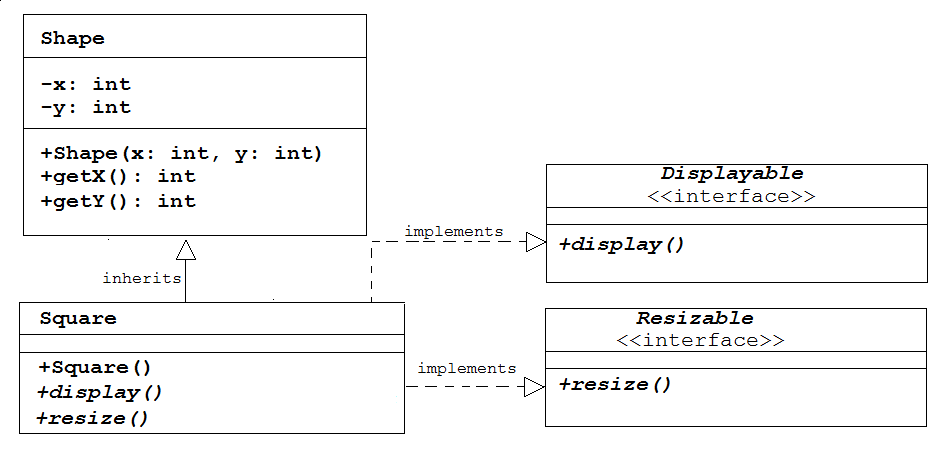 Shape
-x: int
-y: int
+Shape(x: int, y: int)
+getX(): int
+getY(): int
inherits
Square
+Square()
+display()
+resize()
implements
Displayable
<<interface>>
+display()
implements
Resizable
<<interface>>
+resize()